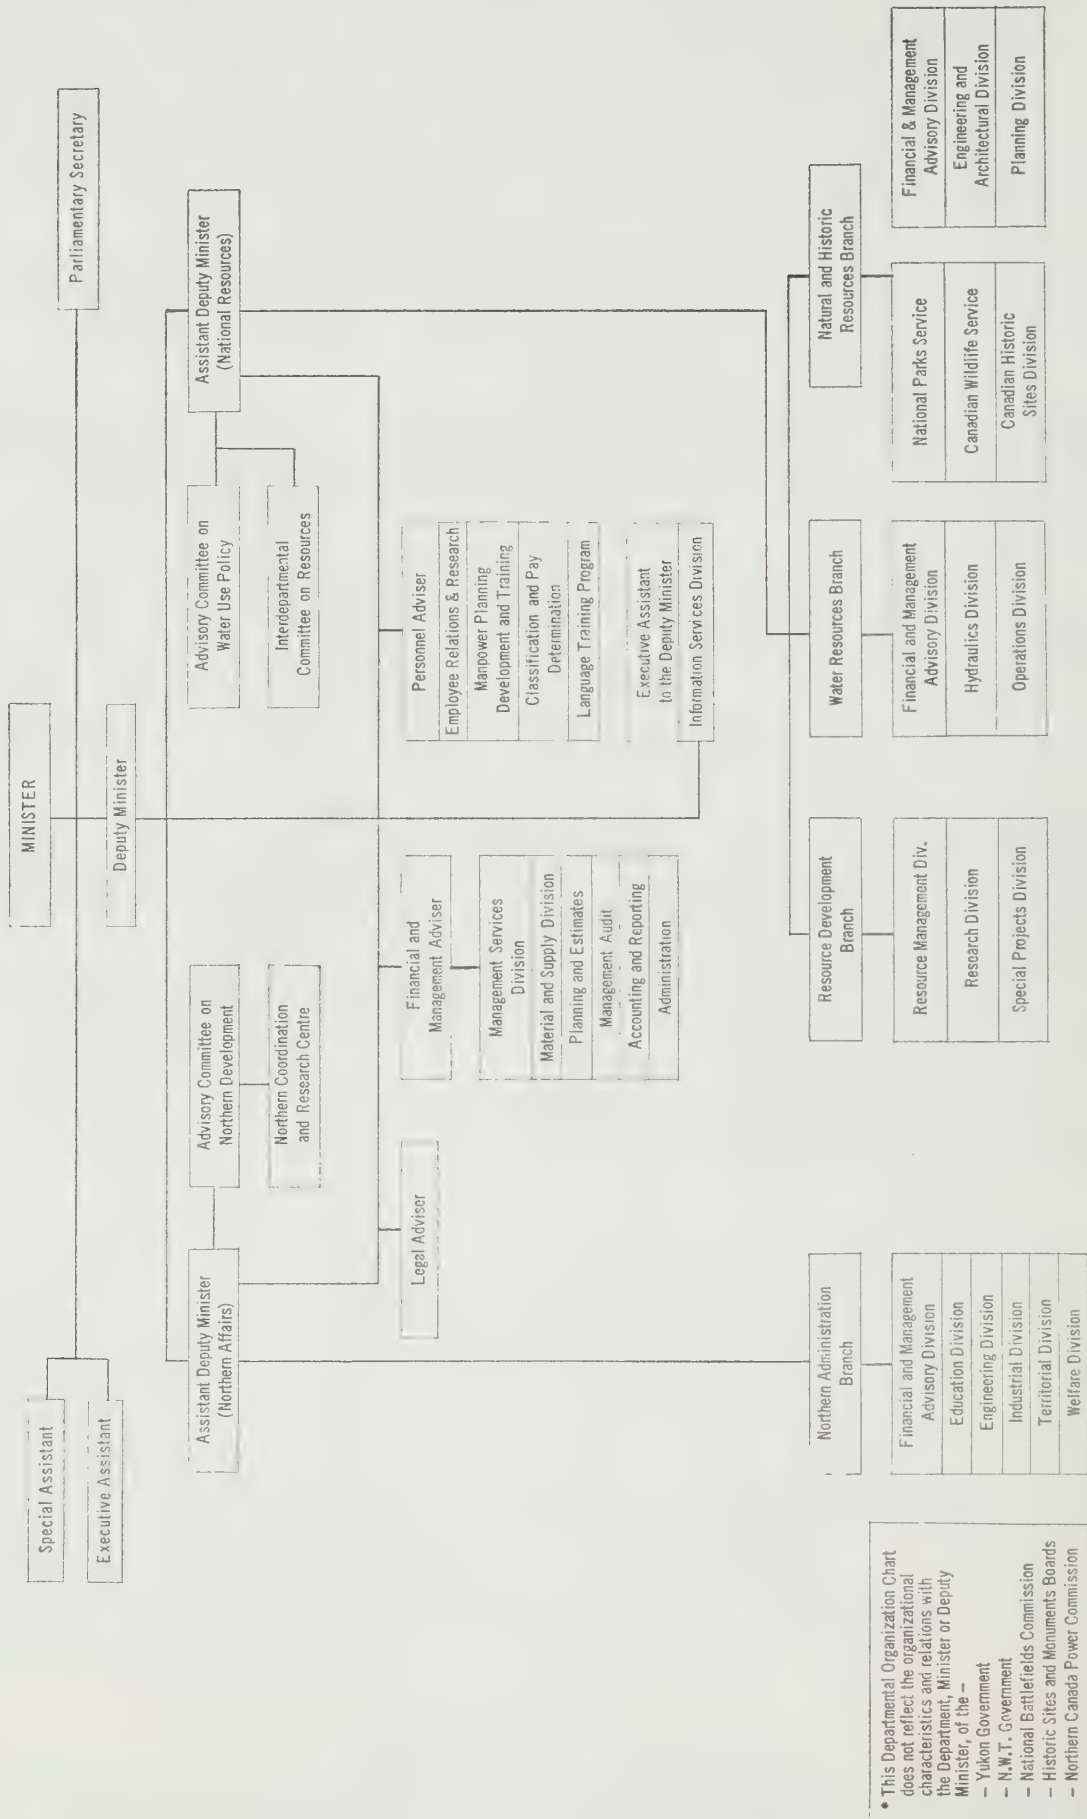 MINISTER
Special Assistant
Executive Assistant
Parliamentary Secretary
Deputy Minister
Assistant Deputy Minister
(Northern Affairs)
Advisory Committee on
Northern Development
Northern Coordination
and Research Centre
Advisory Committee on
Water Use Policy
Interdepartmental
Committee on Resources
Assistant Deputy Minister
(National Resources)
Legal Adviser
Financial and
Management Adviser
Management Services
Division
Material and Supply Division
Planning and Estimates
Management Audit
Accounting and Reporting
Administration
Personnel Adviser
Employee Relations & Research
Manpower Planning
Development and Training
Classification and Pay
Determination
Language Training Program
Executive Assistant
to the Deputy Minister
Information Services Division
Northern Administration
Branch
Financial and Management
Advisory Division
Education Division
Engineering Division
Industrial Division
Territorial Division
Welfare Division
Resource Development
Branch
Resource Management Div.
Research Division
Special Projects Division
Water Resources Branch
Financial and Management
Advisory Division
Hydraulics Division
Operations Division
Natural and Historic
Resources Branch
National Parks Service
Canadian Wildlife Service
Canadian Historic
Sites Division
Financial & Management
Advisory Division
Engineering and
Architectural Division
Planning Division
• This Departmental Organization Chart
does not reflect the organizational
characteristics and relations with
the Department, Minister or Deputy
Minister, of the –
– Yukon Government
– N.W.T. Government
– National Battlefields Commission
– Historic Sites and Monuments Boards
– Northern Canada Power Commission